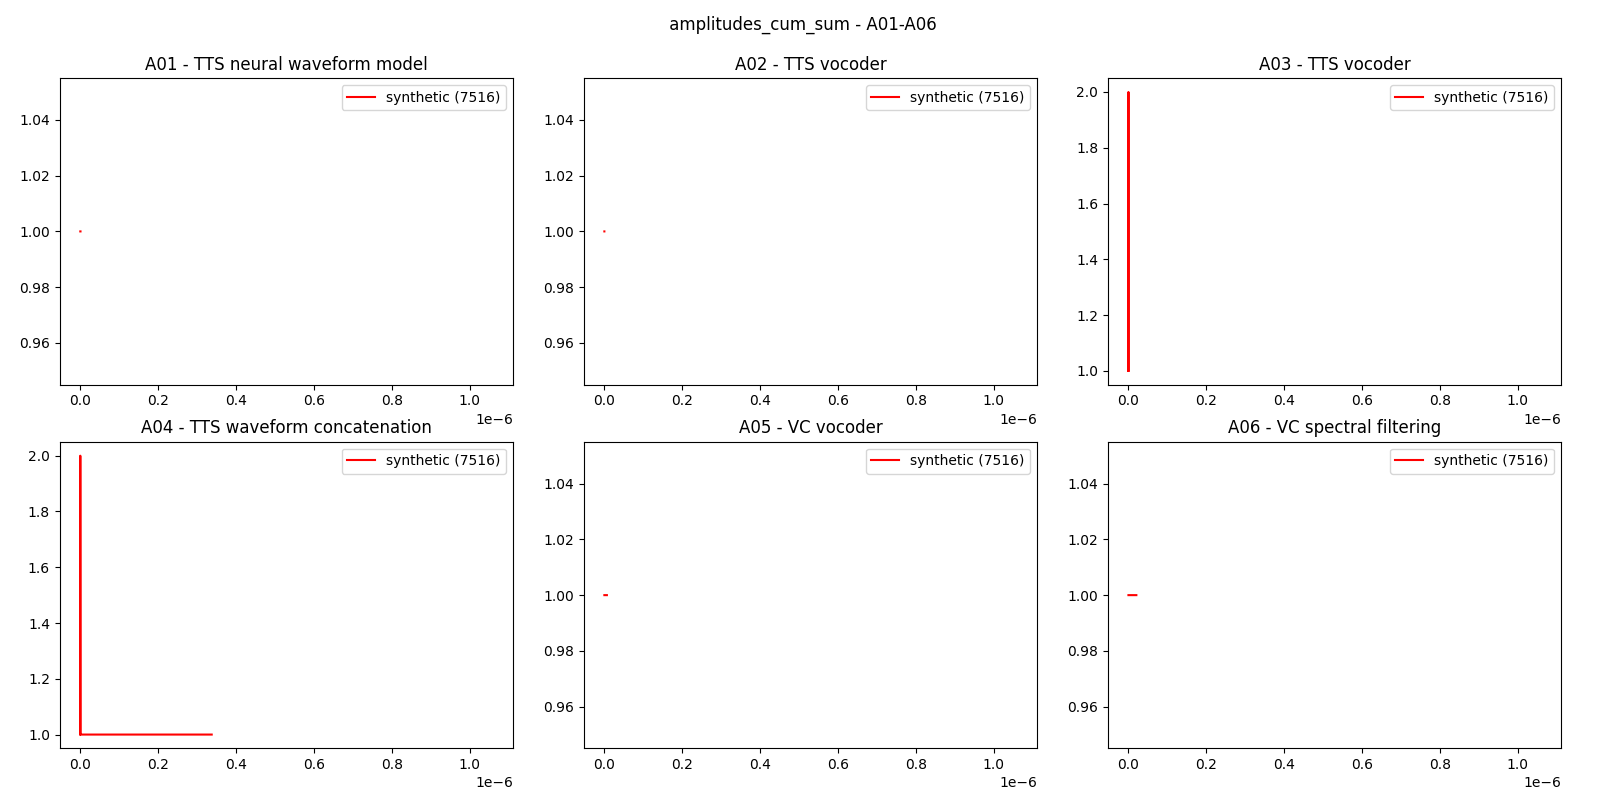 amplitudes_cum_sum - A01-A06
A01 - TTS neural waveform model
synthetic (7516)
1.04
1.02
1.00
0.98
0.96
0.0 0.2 0.4 0.6 0.8 1.0
1e−6
A02 - TTS vocoder
synthetic (7516)
1.04
1.02
1.00
0.98
0.96
0.0 0.2 0.4 0.6 0.8 1.0
1e−6
A03 - TTS vocoder
synthetic (7516)
2.0
1.8
1.6
1.4
1.2
1.0
0.0 0.2 0.4 0.6 0.8 1.0
1e−6
A04 - TTS waveform concatenation
synthetic (7516)
2.0
1.8
1.6
1.4
1.2
1.0
0.0 0.2 0.4 0.6 0.8 1.0
1e−6
A05 - VC vocoder
synthetic (7516)
1.04
1.02
1.00
0.98
0.96
0.0 0.2 0.4 0.6 0.8 1.0
1e−6
A06 - VC spectral filtering
synthetic (7516)
1.04
1.02
1.00
0.98
0.96
0.0 0.2 0.4 0.6 0.8 1.0
1e−6